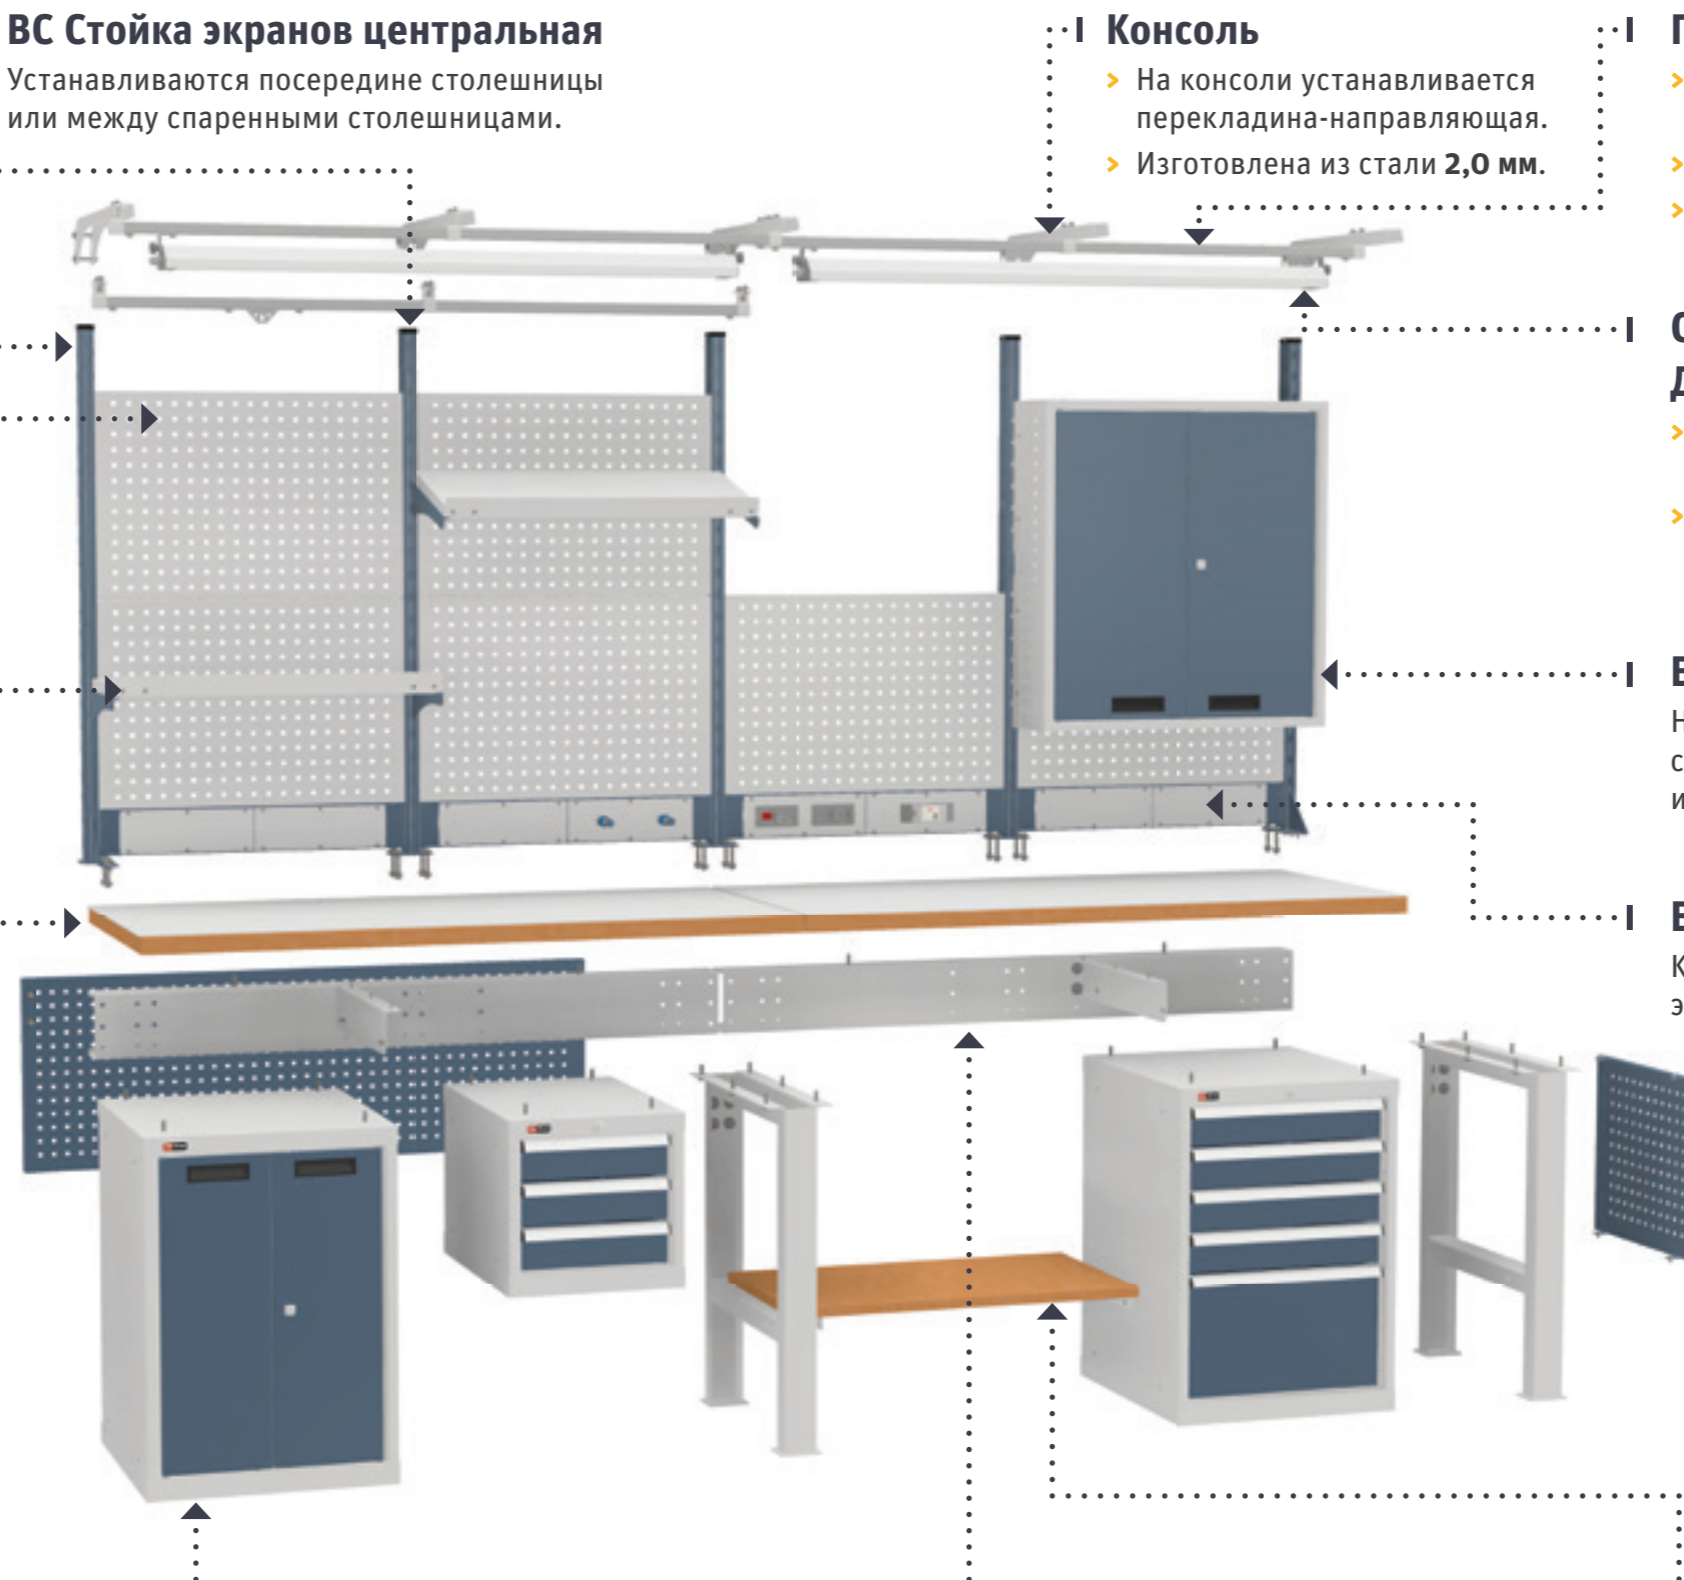 ВС Стойка экранов центральная
Устанавливаются посередине столешницы
или между спаренными столешницами.
Консоль
> На консоли устанавливается
перекладина-направляющая.
> Изготовлена из стали 2,0 мм.